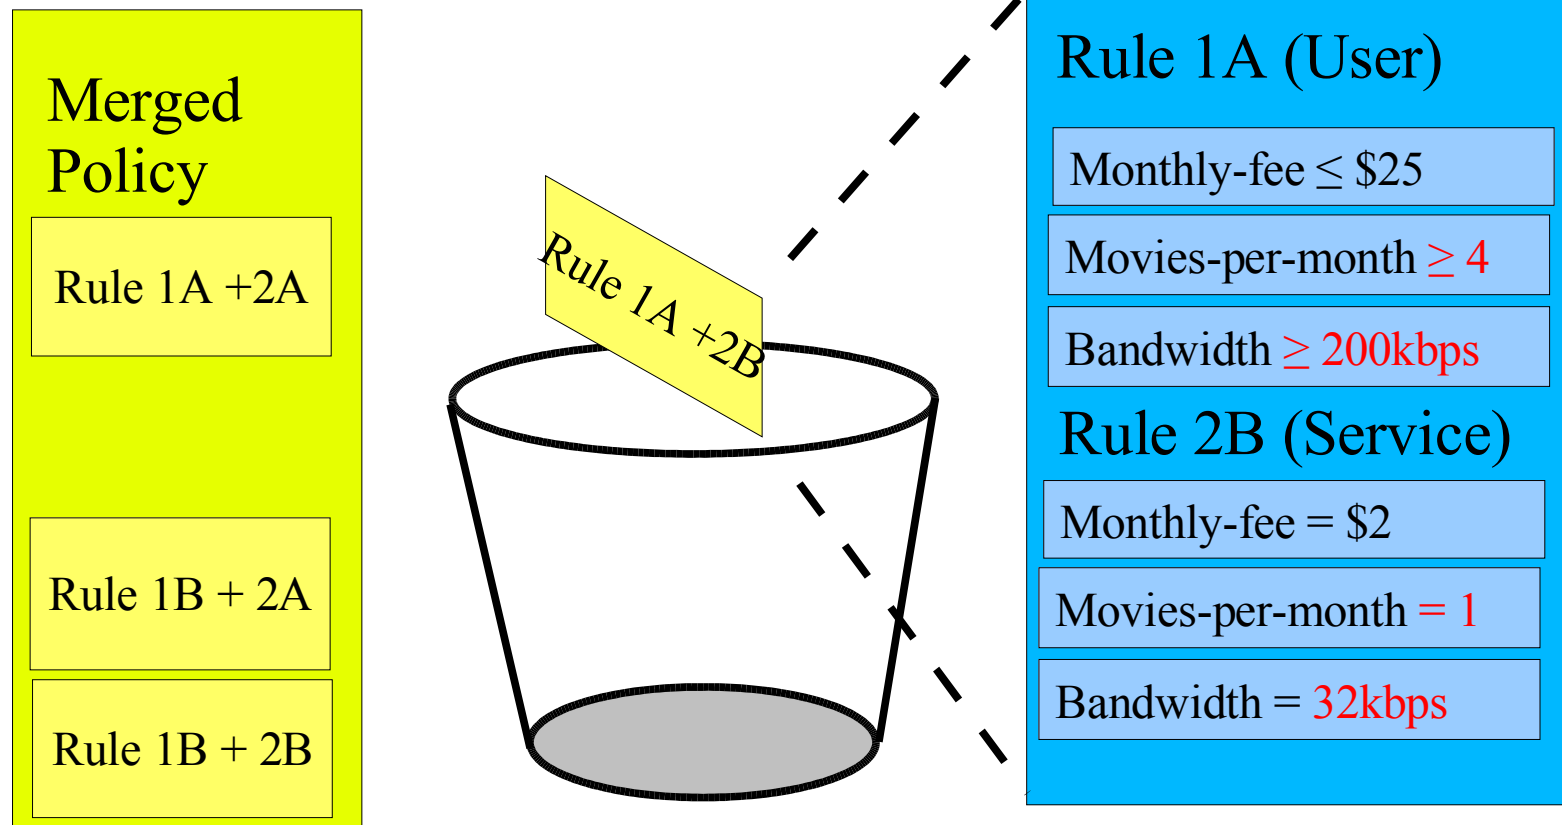 Merged
Policy
Rule 1A +2A
Rule 1B + 2A
Rule 1B + 2B
Rule 1A +2B
Rule 1A (User)
Monthly-fee ≤ $25
Movies-per-month ≥ 4
Bandwidth ≥ 200kbps
Rule 2B (Service)
Monthly-fee = $2
Movies-per-month = 1
Bandwidth = 32kbps